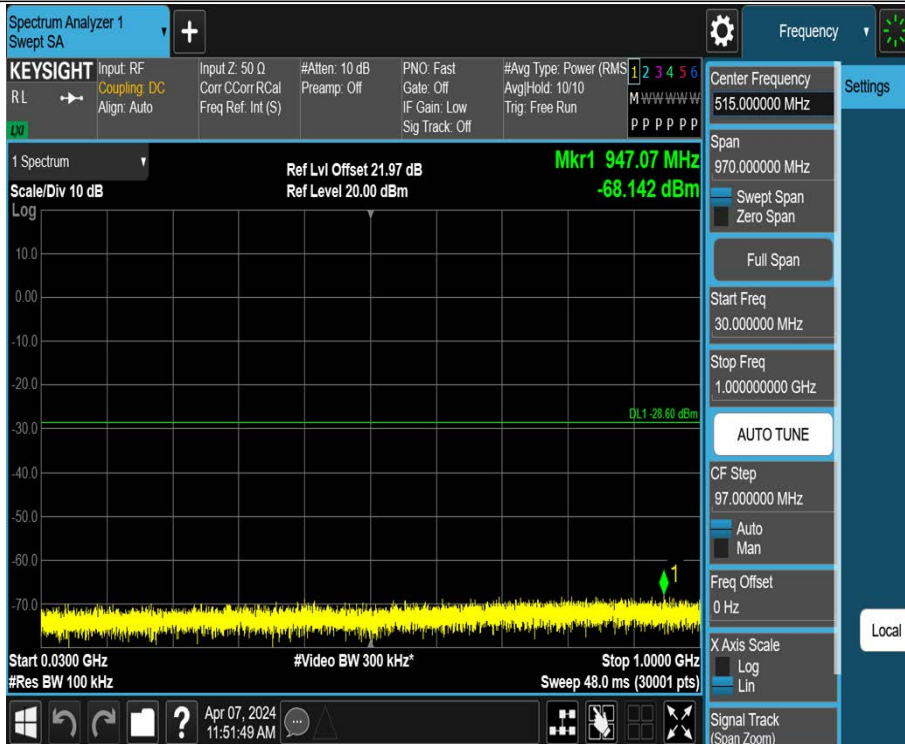 Spectrum Analyzer 1
Swept SA
+
Frequency
KEYSIGHT
RL
LXI
Input: RF
Coupling: DC
Align: Auto
Input Z: 50 Ω
Corr CCorr RCal
Freq Ref: Int (S)
#Atten: 10 dB
Preamp: Off
PNO: Fast
Gate: Off
IF Gain: Low
Sig Track: Off
#Avg Type: Power (RMS
Avg|Hold: 10/10
Trig: Free Run
1 2 3 4 5 6
M W W W W W
P P P P P P
1 Spectrum
Scale/Div 10 dB
Log
Ref Lvl Offset 21.97 dB
Ref Level 20.00 dBm
Mkr1 947.07 MHz
-68.142 dBm
10.0
0.00
-10.0
-20.0
DL1 -28.60 dBm
-30.0
-40.0
-50.0
-60.0
1
-70.0
Start 0.0300 GHz
#Video BW 300 kHz*
Stop 1.0000 GHz
#Res BW 100 kHz
Sweep 48.0 ms (30001 pts)
?
Apr 07, 2024
11:51:49 AM
Center Frequency
515.000000 MHz
Span
970.000000 MHz
Swept Span
Zero Span
Full Span
Start Freq
30.000000 MHz
Stop Freq
1.000000000 GHz
AUTO TUNE
CF Step
97.000000 MHz
Auto
Man
Freq Offset
0 Hz
X Axis Scale
Log
Lin
Signal Track
(Span Zoom)
Settings
Local